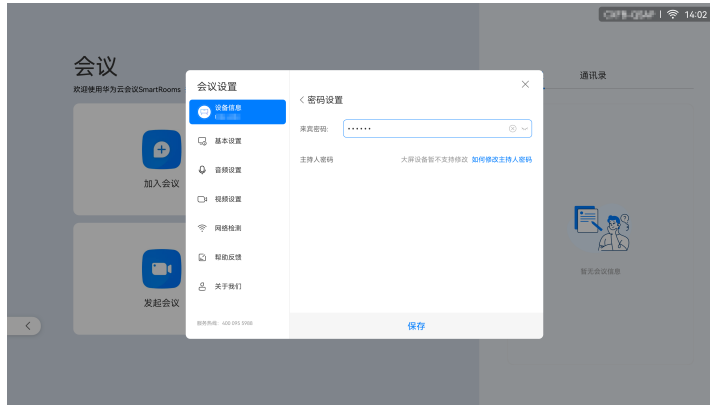 14:02
会议
欢迎使用华为云会议SmartRooms
加入会议
发起会议
通讯录
暂无会议信息
会议设置
设备信息
基本设置
音频设置
视频设置
网络检测
帮助反馈
关于我们
服务热线: 400 095 5988
密码设置
来宾密码:
••••••
主持人密码
大屏设备暂不支持修改 如何修改主持人密码
保存